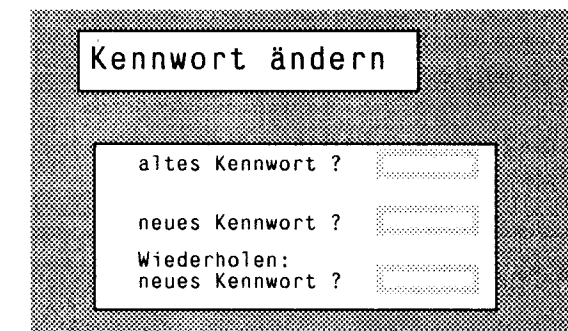 Kennwort ändern
altes Kennwort ?
neues Kennwort ?
Wiederholen:
neues Kennwort ?